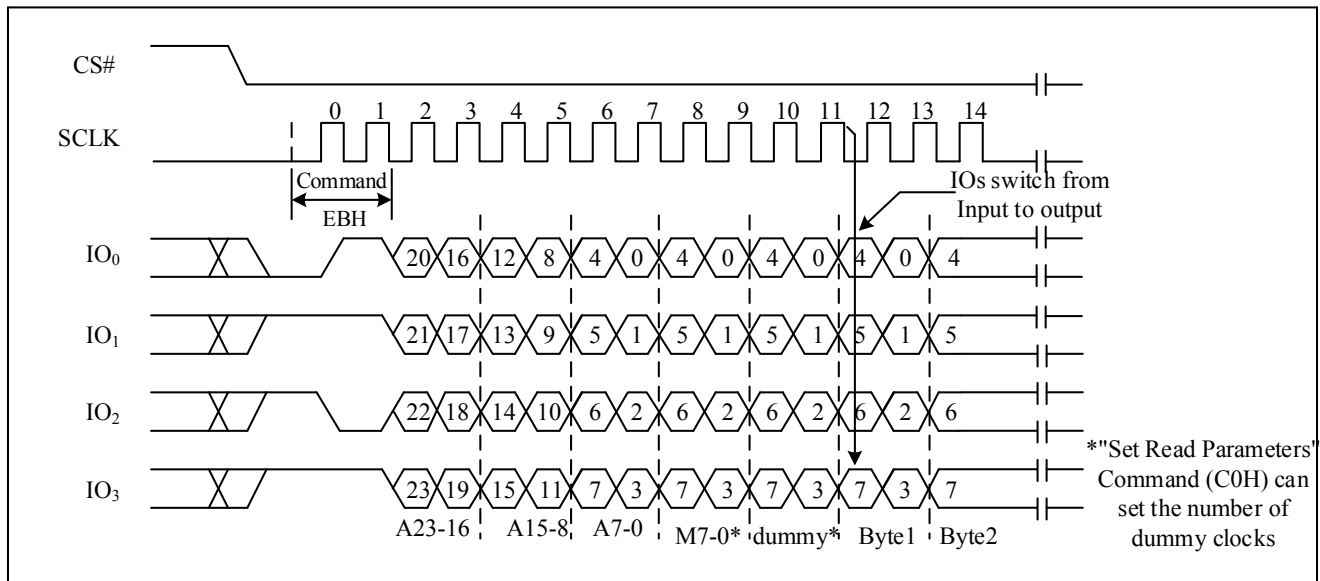 CS#
0 1 2 3 4 5 6 7 8 9 10 11 12 13 14
SCLK
Command
EBH
IOs switch from
Input to output
IO0 20 16 12 8 4 0 4 0 4 0 4 0 4
IO1 21 17 13 9 5 1 5 1 5 1 5 1 5
IO2 22 18 14 10 6 2 6 2 6 2 6 2 6
IO3 23 19 15 11 7 3 7 3 7 3 7 3 7
A23-16 A15-8 A7-0 M7-0* dummy* Byte1 Byte2
*"Set Read Parameters"
Command (C0H) can
set the number of
dummy clocks